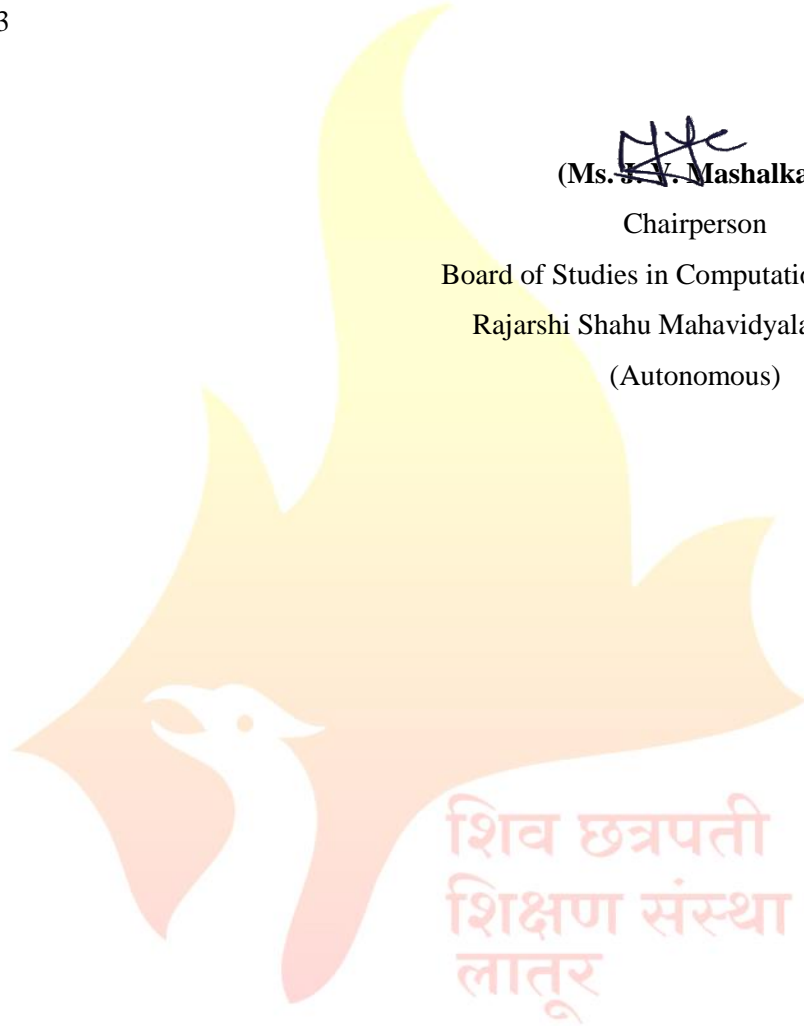 3
(Ms. J. V. Mashalka
Chairperson
Board of Studies in Computatio
Rajarshi Shahu Mahavidyala
(Autonomous)
शिव छत्रपती
शिक्षण संस्था
लातूर